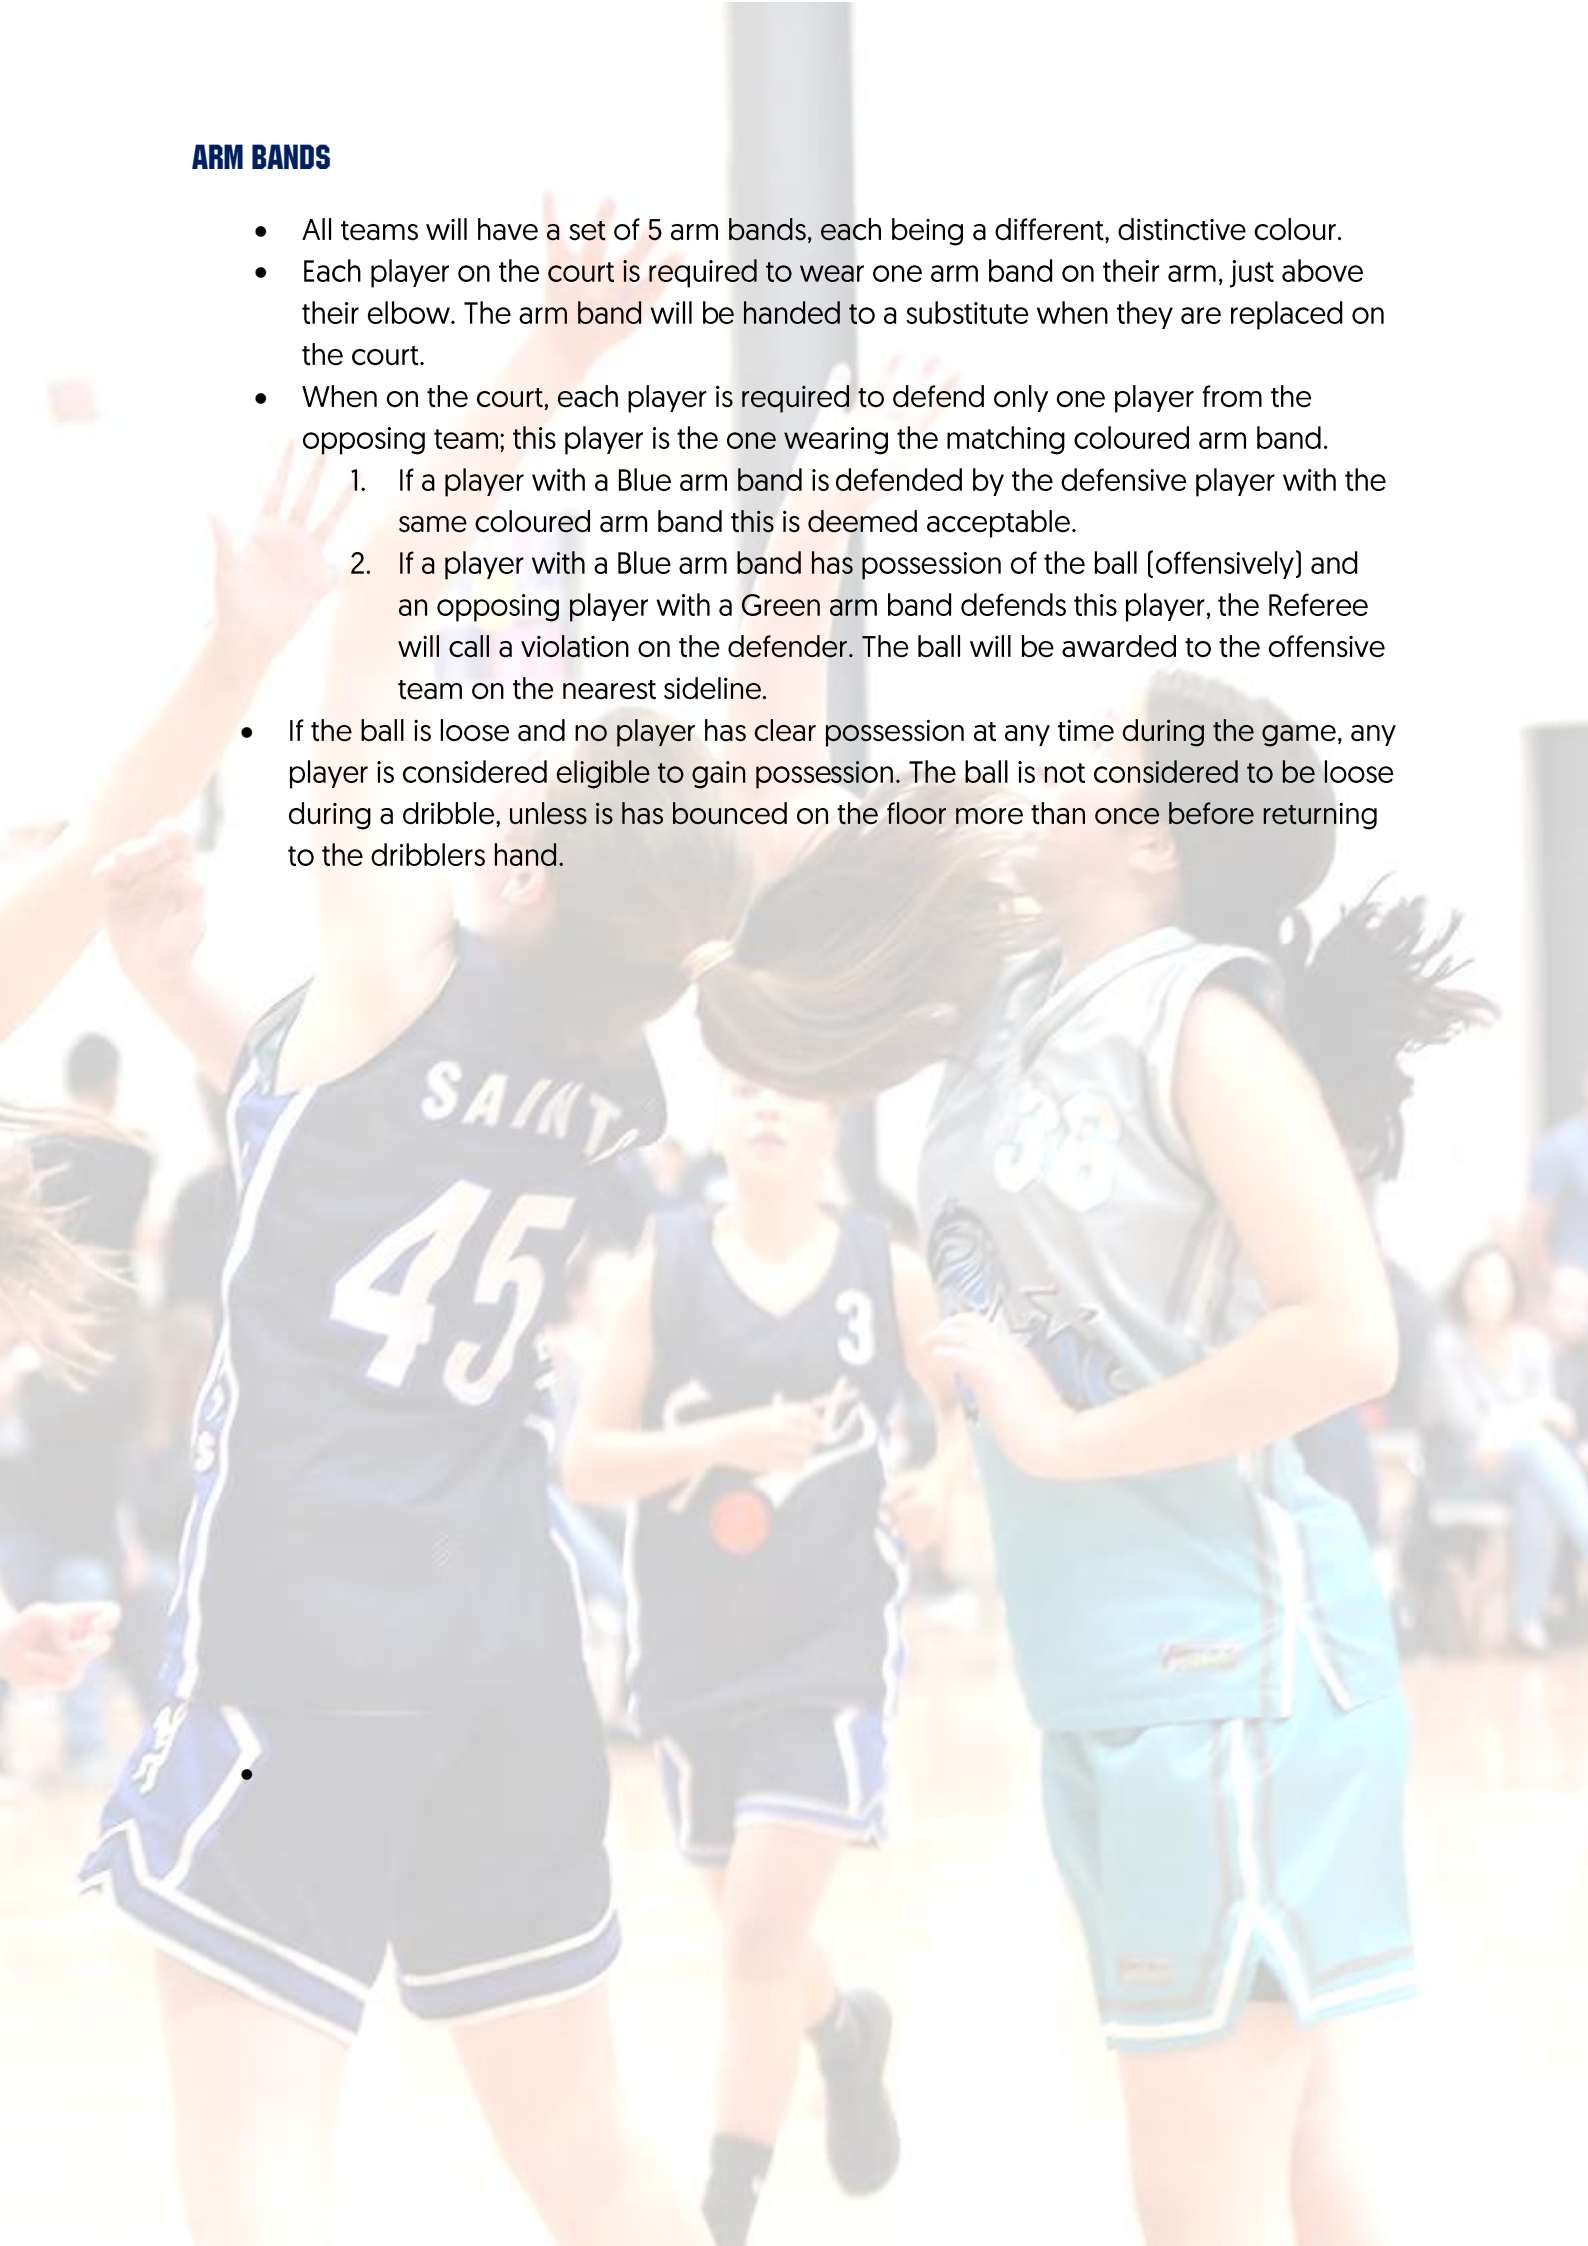 ARM BANDS
• All teams will have a set of 5 arm bands, each being a different, distinctive colour.
• Each player on the court is required to wear one arm band on their arm, just above
their elbow. The arm band will be handed to a substitute when they are replaced on
the court.
• When on the court, each player is required to defend only one player from the
opposing team; this player is the one wearing the matching coloured arm band.
1. If a player with a Blue arm band is defended by the defensive player with the
same coloured arm band this is deemed acceptable.
2. If a player with a Blue arm band has possession of the ball (offensively) and
an opposing player with a Green arm band defends this player, the Referee
will call a violation on the defender. The ball will be awarded to the offensive
team on the nearest sideline.
• If the ball is loose and no player has clear possession at any time during the game, any
player is considered eligible to gain possession. The ball is not considered to be loose
during a dribble, unless is has bounced on the floor more than once before returning
to the dribblers hand.
SAINTS
36
45
3
Saints
•